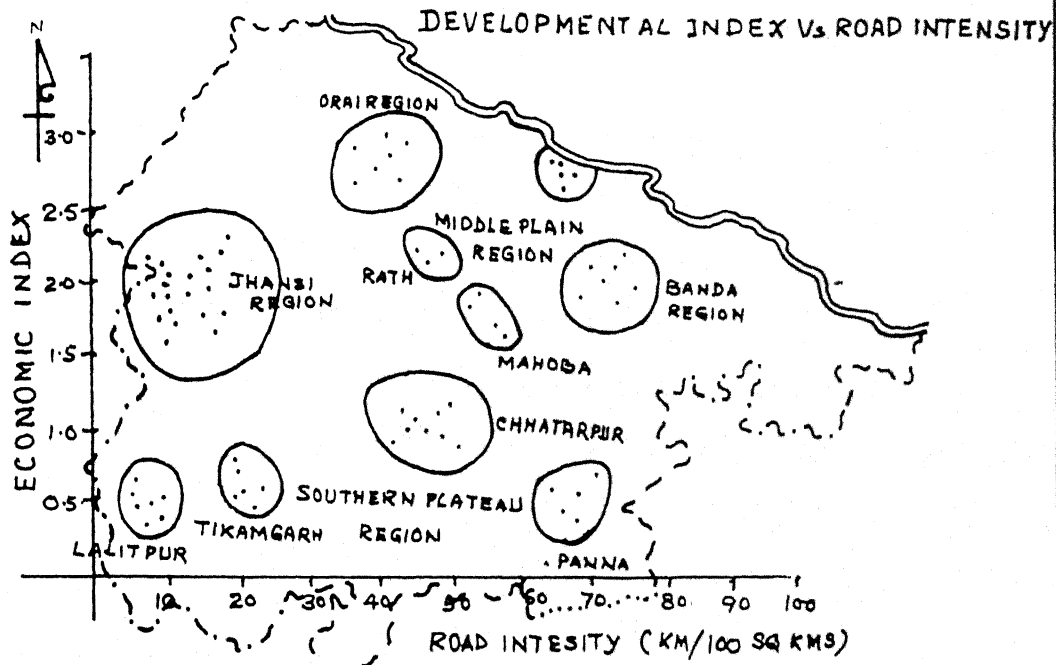 DEVELOPMENTAL INDEX Vs ROAD INTENSITY
N
ORAI REGION
3.0
2.5
2.0
1.5
1.0
0.5
ECONOMIC INDEX
MIDDLE PLAIN
REGION
RATH
JHANSI
REGION
BANDA
REGION
MAHOBA
CHHATARPUR
SOUTHERN PLATEAU
REGION
TIKAMGARH
LALITPUR
PANNA
10 20 30 40 50 60 70 80 90 100
ROAD INTESITY (KM/100 SQ KMS)